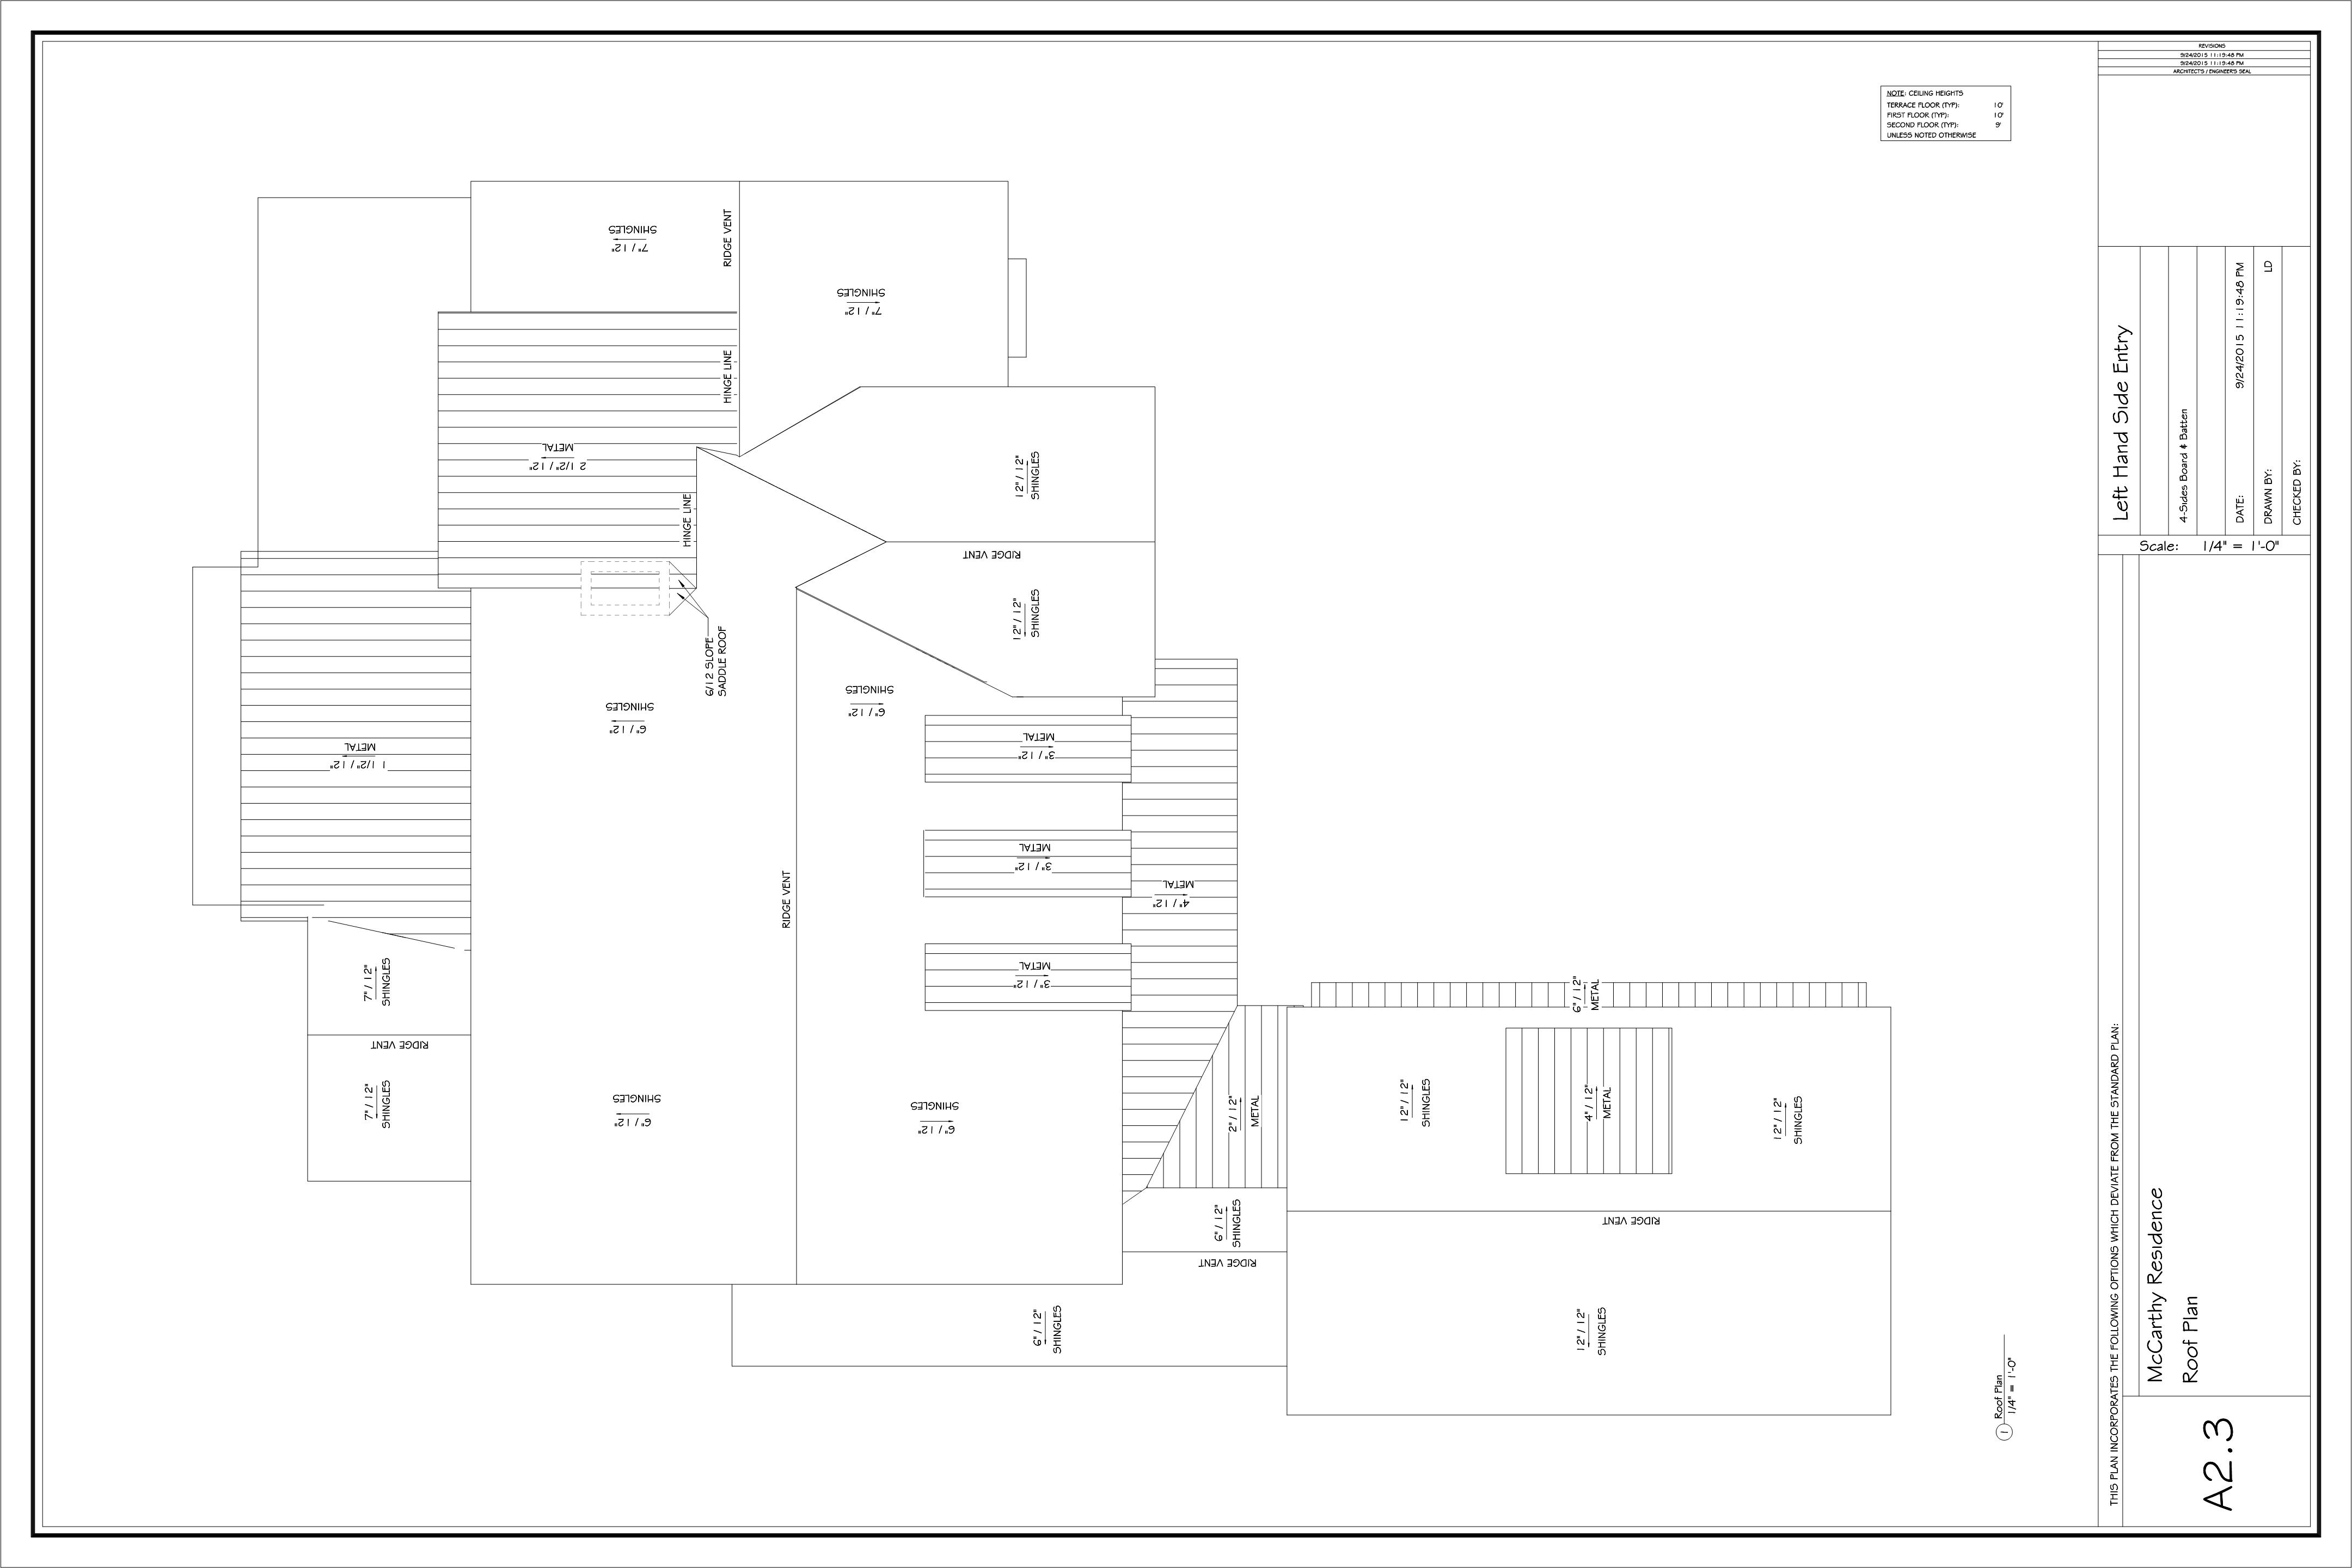 REVISIONS
9/24/2015 11:19:48 PM
9/24/2015 11:19:48 PM
ARCHITECTS / ENGINEERS SEAL
NOTE: CEILING HEIGHTS
TERRACE FLOOR (TYP): 10'
FIRST FLOOR (TYP): 10'
SECOND FLOOR (TYP): 9'
UNLESS NOTED OTHERWISE
SHINGLES
7" / 12"
RIDGE VENT
SHINGLES
7" / 12"
HINGE LINE
METAL
2 1/2" / 12"
HINGE LINE
12" / 12"
SHINGLES
RIDGE VENT
12" / 12"
SHINGLES
6/12 SLOPE
SADDLE ROOF
SHINGLES
6" / 12"
SHINGLES
6" / 12"
METAL
1 1/2" / 12"
METAL
3" / 12"
METAL
3" / 12"
METAL
3" / 12"
METAL
4" / 12"
RIDGE VENT
7" / 12"
SHINGLES
RIDGE VENT
7" / 12"
SHINGLES
SHINGLES
6" / 12"
SHINGLES
6" / 12"
6" / 12"
METAL
2" / 12"
METAL
12" / 12"
SHINGLES
4" / 12"
METAL
12" / 12"
SHINGLES
6" / 12"
SHINGLES
RIDGE VENT
RIDGE VENT
6" / 12"
SHINGLES
12" / 12"
SHINGLES
1
Roof Plan
1/4" = 1'-0"
Left Hand Side Entry
4-Sides Board & Batten
DATE: 9/24/2015 11:19:48 PM
DRAWN BY: LD
CHECKED BY:
Scale: 1/4" = 1'-0"
THIS PLAN INCORPORATES THE FOLLOWING OPTIONS WHICH DEVIATE FROM THE STANDARD PLAN:
McCarthy Residence
Roof Plan
A2.3